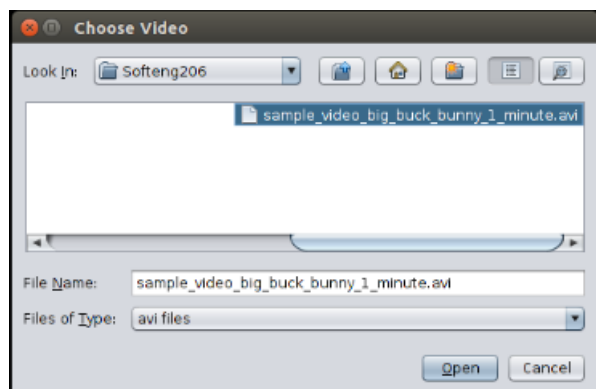 Choose Video
Look In: Softeng206
sample_video_big_buck_bunny_1_minute.avi
File Name: sample_video_big_buck_bunny_1_minute.avi
Files of Type: avi files
Open Cancel